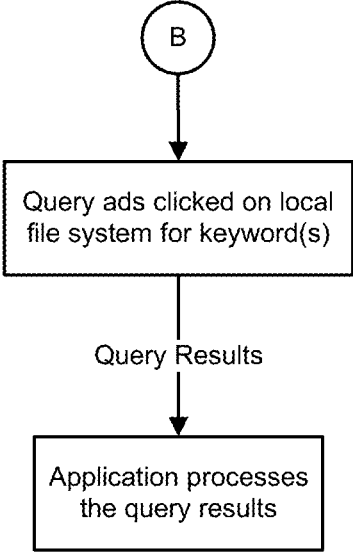 B
Query ads clicked on local
file system for keyword(s)
Query Results
Application processes
the query results